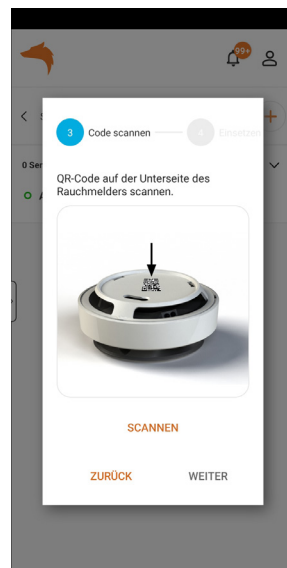 99+
3 Code scannen
4 Einsetzen
0 Ser
QR-Code auf der Unterseite des
Rauchmelders scannen.
SCANNEN
ZURÜCK
WEITER